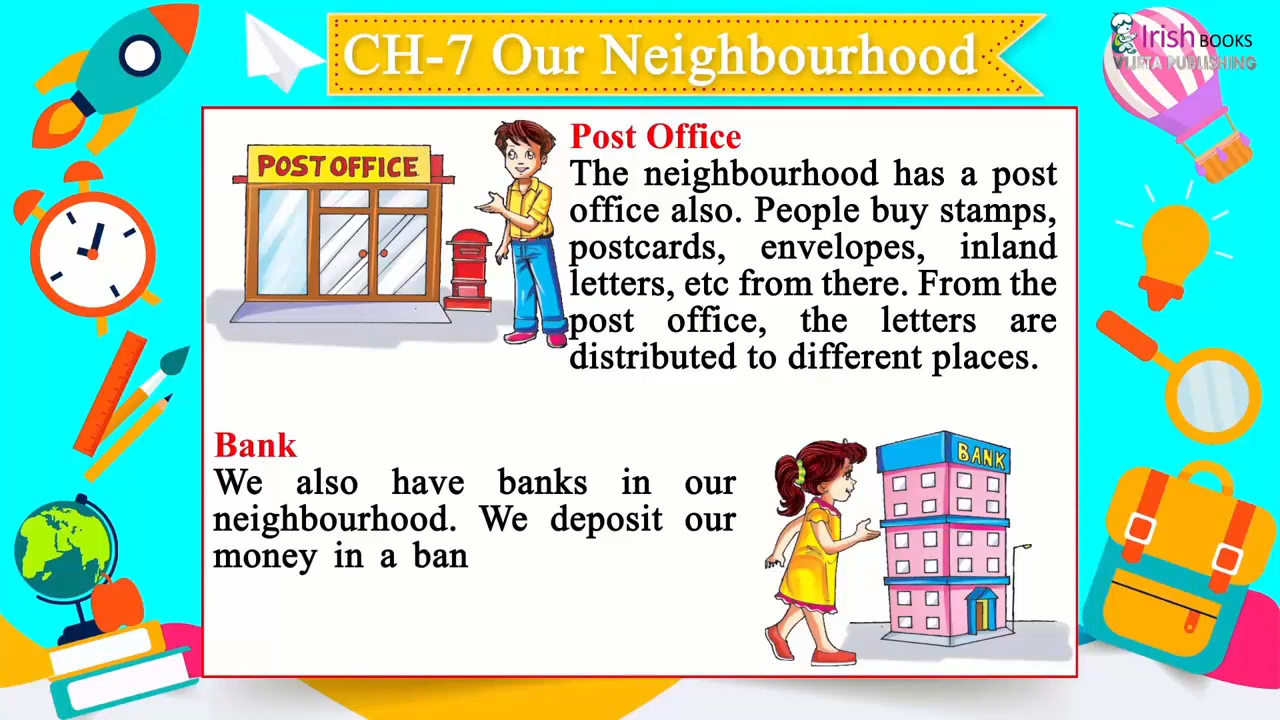 CH-7 Our Neighbourhood
Irish BOOKS
VIJETA PUBLISHING
POST OFFICE
Post Office
The neighbourhood has a post
office also. People buy stamps,
postcards, envelopes, inland
letters, etc from there. From the
post office, the letters are
distributed to different places.
Bank
We also have banks in our
neighbourhood. We deposit our
money in a ban
BANK